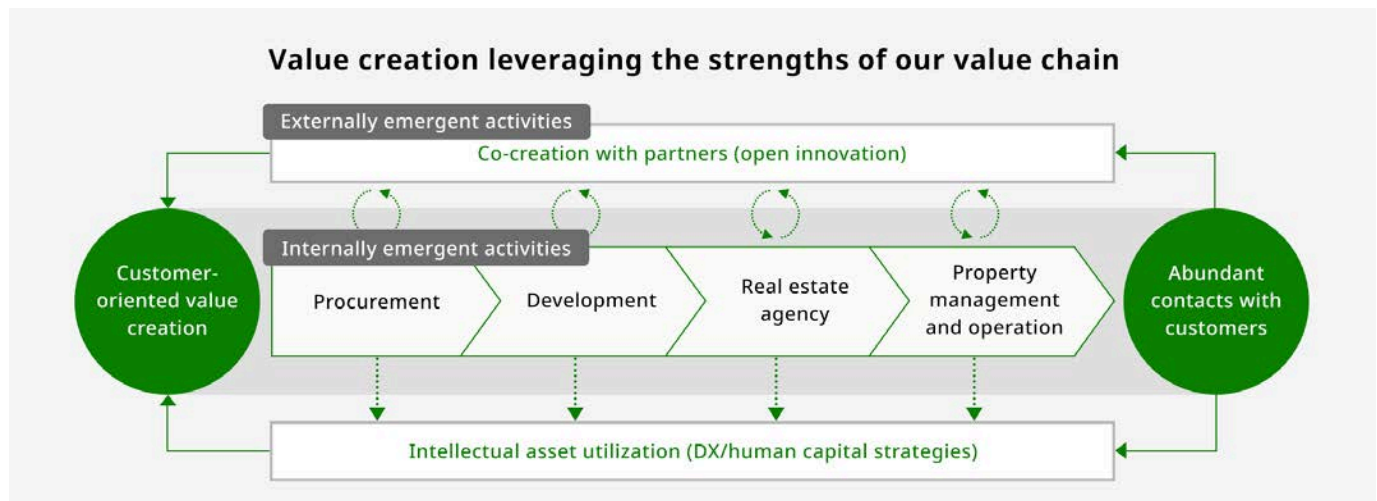 Value creation leveraging the strengths of our value chain
Externally emergent activities
Co-creation with partners (open innovation)
Internally emergent activities
Customer-
oriented value
creation
Procurement
Development
Real estate
agency
Property
management
and operation
Abundant
contacts with
customers
Intellectual asset utilization (DX/human capital strategies)